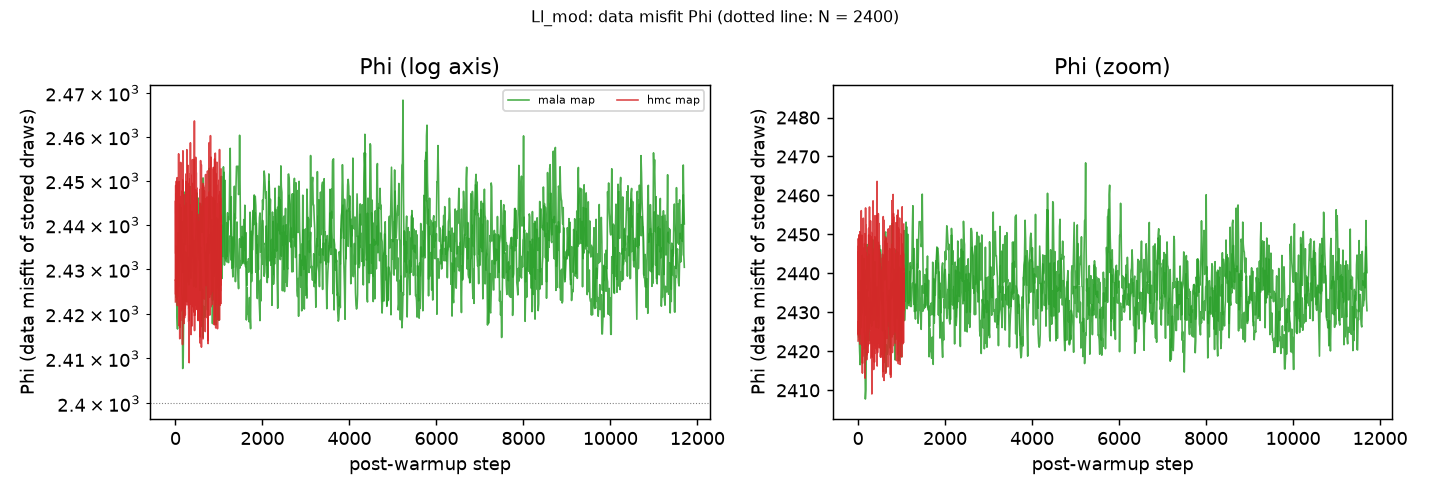 LI_mod: data misfit Phi (dotted line: N = 2400)
Phi (log axis)
Phi (data misfit of stored draws)
2.47 × 10³
2.46 × 10³
2.45 × 10³
2.44 × 10³
2.43 × 10³
2.42 × 10³
2.41 × 10³
2.4 × 10³
mala map
hmc map
0 2000 4000 6000 8000 10000 12000
post-warmup step
Phi (zoom)
Phi (data misfit of stored draws)
2480
2470
2460
2450
2440
2430
2420
2410
0 2000 4000 6000 8000 10000 12000
post-warmup step